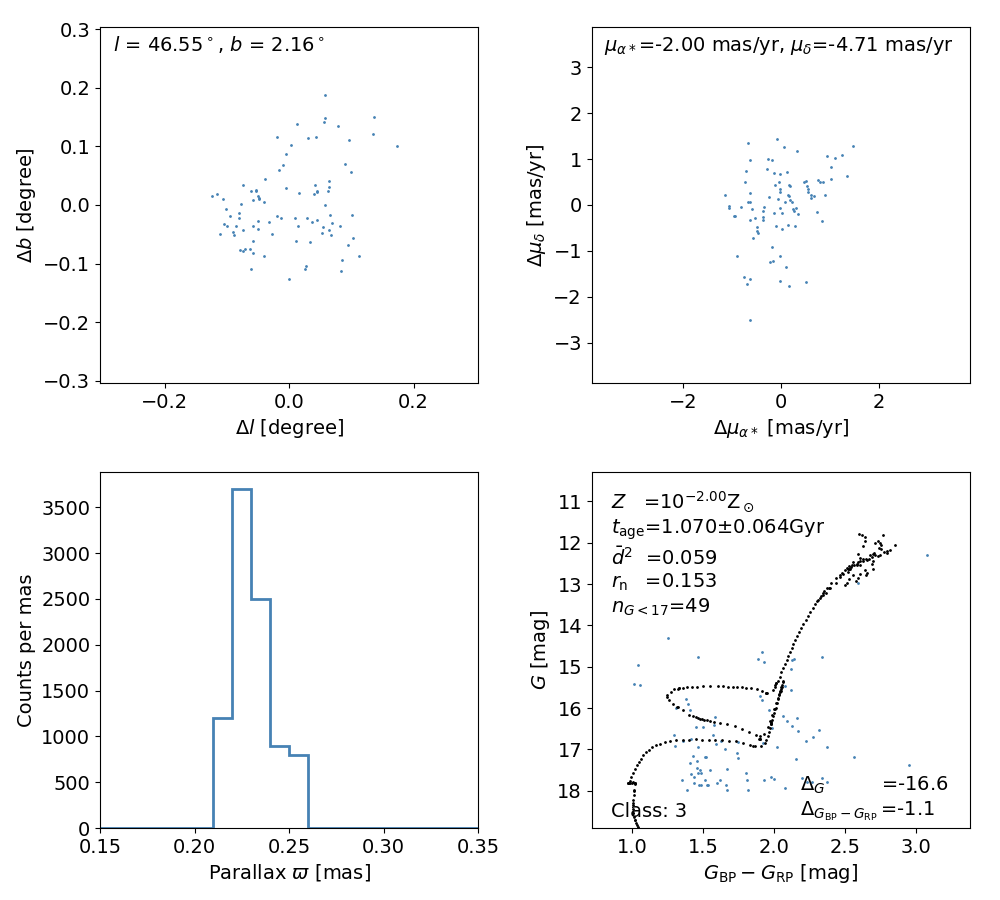 l = 46.55°, b = 2.16°
0.3
0.2
0.1
0.0
−0.1
−0.2
−0.3
Δb [degree]
−0.2 0.0 0.2
Δl [degree]
μα∗=-2.00 mas/yr, μδ=-4.71 mas/yr
3
2
1
0
−1
−2
−3
Δμδ [mas/yr]
−2 0 2
Δμα∗ [mas/yr]
3500
3000
2500
2000
1500
1000
500
0
Counts per mas
0.15 0.20 0.25 0.30 0.35
Parallax ϖ [mas]
Z =10^−2.00 Z⊙
tage=1.070±0.064Gyr
d̄² =0.059
rn =0.153
nG<17=49
ΔG =-16.6
ΔGBP−GRP =-1.1
Class: 3
11
12
13
14
15
16
17
18
G [mag]
1.0 1.5 2.0 2.5 3.0
GBP − GRP [mag]